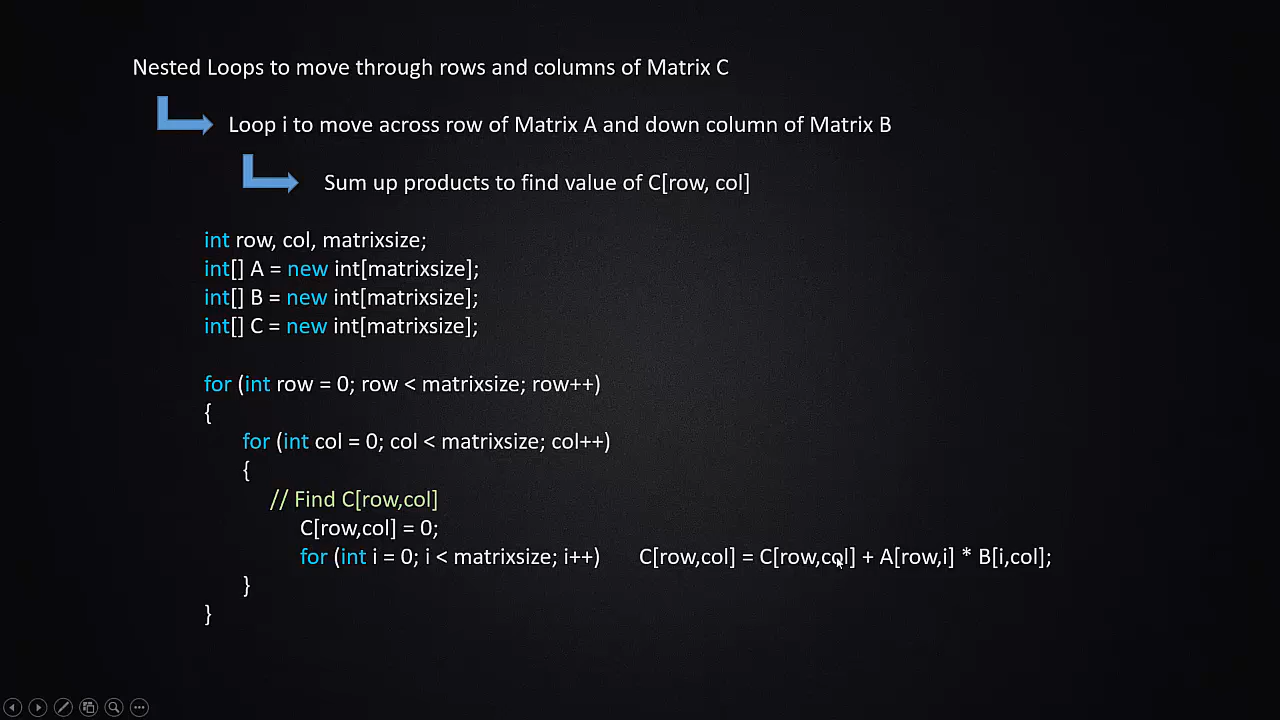 Nested Loops to move through rows and columns of Matrix C
Loop i to move across row of Matrix A and down column of Matrix B
Sum up products to find value of C[row, col]
int row, col, matrixsize;
int[] A = new int[matrixsize];
int[] B = new int[matrixsize];
int[] C = new int[matrixsize];
for (int row = 0; row < matrixsize; row++)
{
for (int col = 0; col < matrixsize; col++)
{
// Find C[row,col]
C[row,col] = 0;
for (int i = 0; i < matrixsize; i++) C[row,col] = C[row,col] + A[row,i] * B[i,col];
}
}